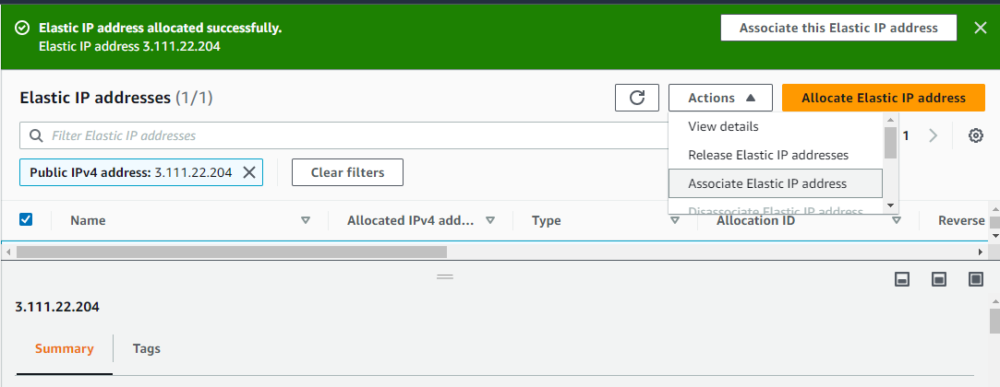 Elastic IP address allocated successfully.
Elastic IP address 3.111.22.204
Associate this Elastic IP address
Elastic IP addresses (1/1)
Actions
Allocate Elastic IP address
Filter Elastic IP addresses
1
View details
Release Elastic IP addresses
Associate Elastic IP address
Disassociate Elastic IP address
Public IPv4 address: 3.111.22.204
Clear filters
Name
Allocated IPv4 add...
Type
Allocation ID
Reverse
3.111.22.204
Summary
Tags